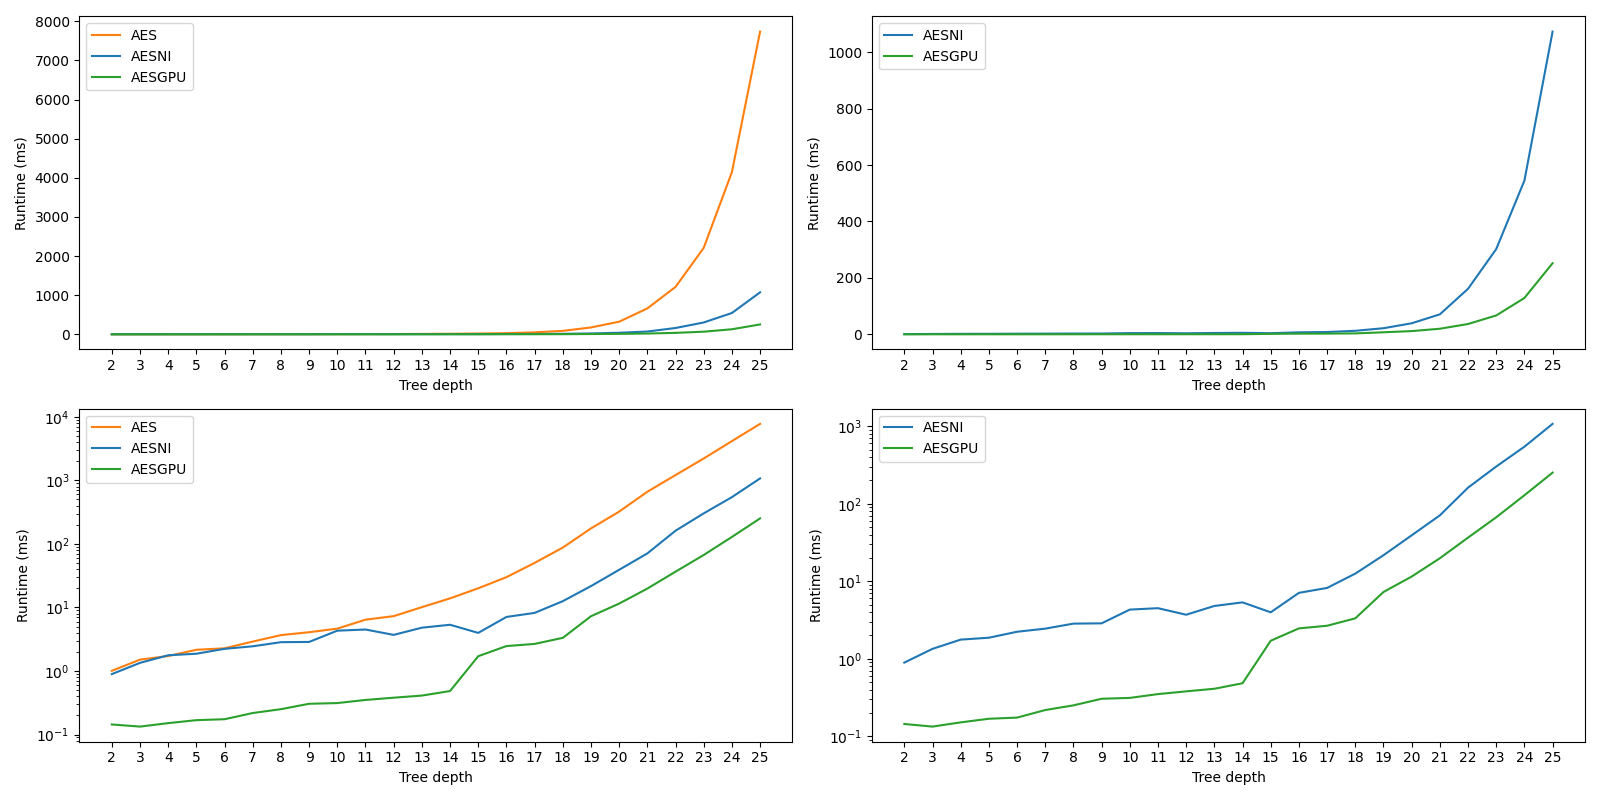 AES
AESNI
AESGPU
8000
7000
6000
5000
4000
3000
2000
1000
0
Runtime (ms)
2 3 4 5 6 7 8 9 10 11 12 13 14 15 16 17 18 19 20 21 22 23 24 25
Tree depth
AESNI
AESGPU
1000
800
600
400
200
0
Runtime (ms)
2 3 4 5 6 7 8 9 10 11 12 13 14 15 16 17 18 19 20 21 22 23 24 25
Tree depth
AES
AESNI
AESGPU
10⁴
10³
10²
10¹
10⁰
10⁻¹
Runtime (ms)
2 3 4 5 6 7 8 9 10 11 12 13 14 15 16 17 18 19 20 21 22 23 24 25
Tree depth
AESNI
AESGPU
10³
10²
10¹
10⁰
10⁻¹
Runtime (ms)
2 3 4 5 6 7 8 9 10 11 12 13 14 15 16 17 18 19 20 21 22 23 24 25
Tree depth